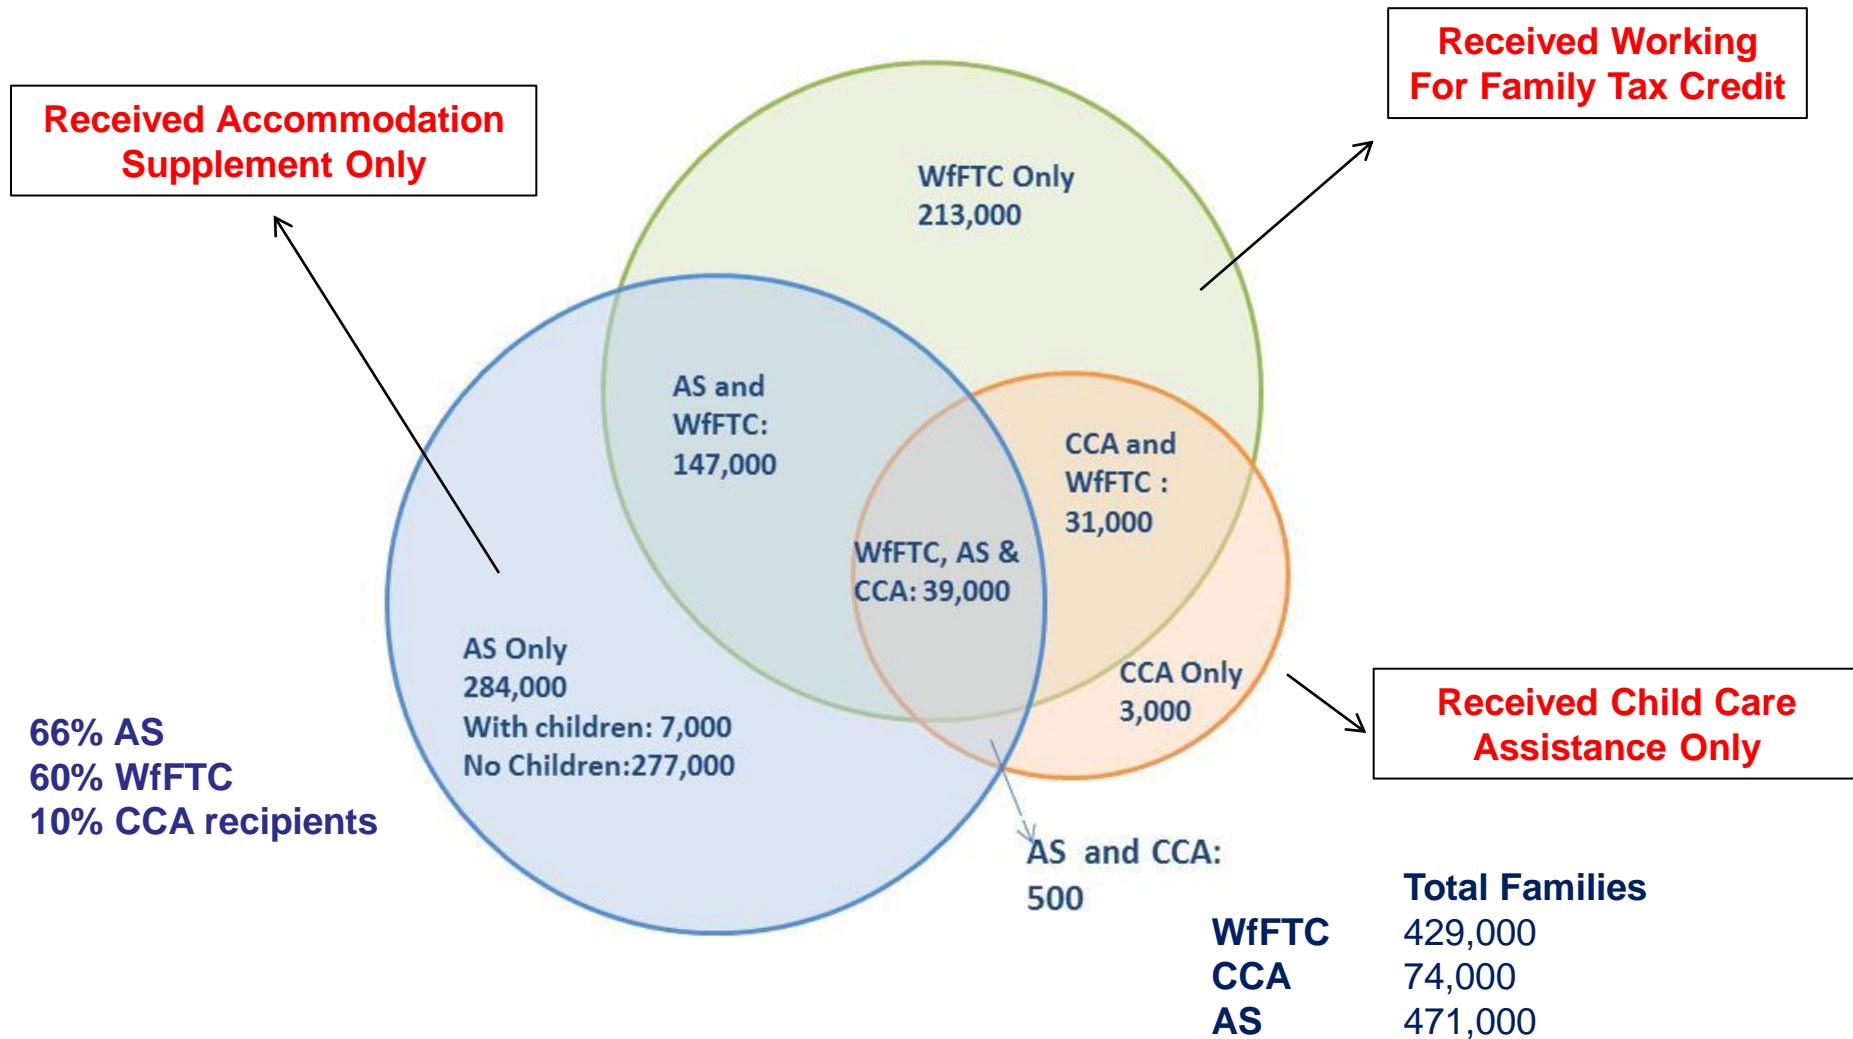 Received Working
For Family Tax Credit
Received Accommodation
Supplement Only
WfFTC Only
213,000
AS and
WfFTC:
147,000
CCA and
WfFTC :
31,000
WfFTC, AS &
CCA: 39,000
AS Only
284,000
With children: 7,000
No Children:277,000
CCA Only
3,000
Received Child Care
Assistance Only
66% AS
60% WfFTC
10% CCA recipients
AS and CCA:
500
Total Families
WfFTC 429,000
CCA 74,000
AS 471,000